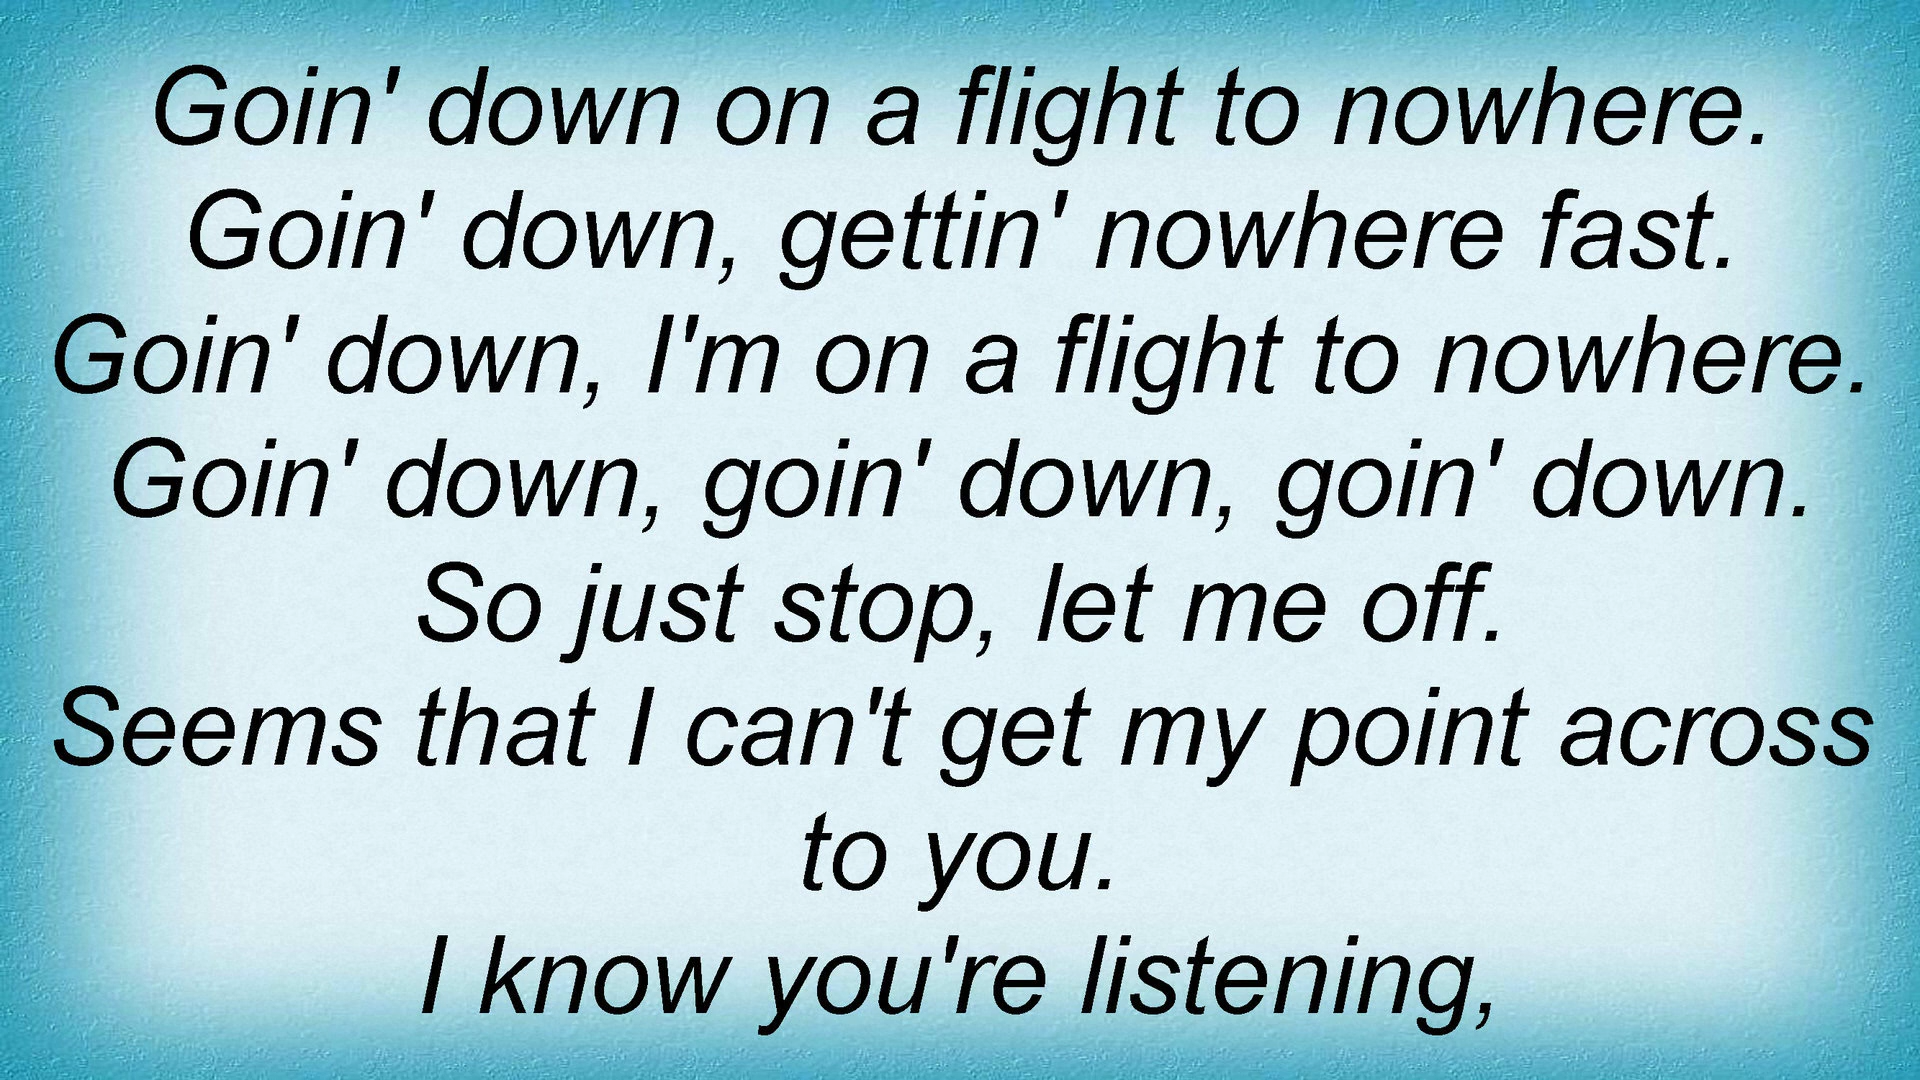 Goin' down on a flight to nowhere.
Goin' down, gettin' nowhere fast.
Goin' down, I'm on a flight to nowhere.
Goin' down, goin' down, goin' down.
So just stop, let me off.
Seems that I can't get my point across
to you.
I know you're listening,